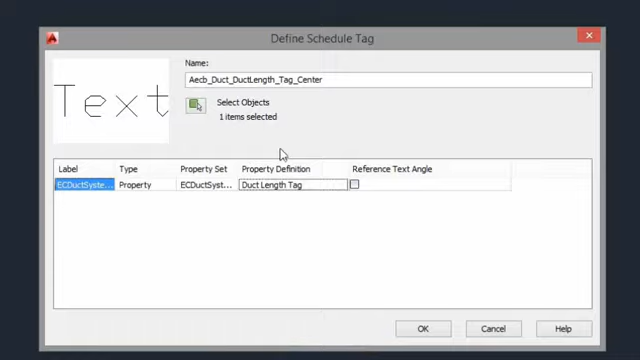 Define Schedule Tag
Text
Name:
Aecb_Duct_DuctLength_Tag_Center
Select Objects
1 items selected
Label Type Property Set Property Definition Reference Text Angle
ECDuctSyste... Property ECDuctSyst... Duct Length Tag
OK Cancel Help